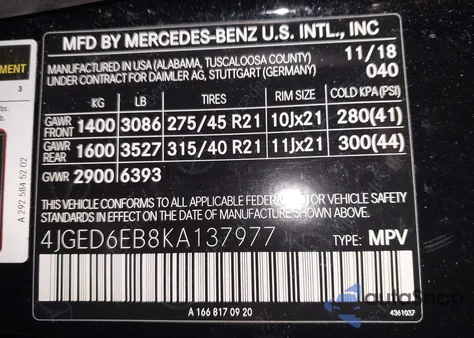 MFD BY MERCEDES-BENZ U.S. INTL., INC
MANUFACTURED IN USA (ALABAMA, TUSCALOOSA COUNTY) 11/18
UNDER CONTRACT FOR DAIMLER AG, STUTTGART (GERMANY) 040
KG LB TIRES RIM SIZE COLD KPA(PSI)
GAWR FRONT 1400 3086 275/45 R21 10Jx21 280(41)
GAWR REAR 1600 3527 315/40 R21 11Jx21 300(44)
GWR 2900 6393
THIS VEHICLE CONFORMS TO ALL APPLICABLE FEDERAL MOTOR VEHICLE SAFETY
STANDARDS IN EFFECT ON THE DATE OF MANUFACTURE SHOWN ABOVE
4JGED6EB8KA137977 TYPE: MPV
A 166 817 09 20
4361037
MENT
3
lbs.
A 292 584 52 02
autoSnap